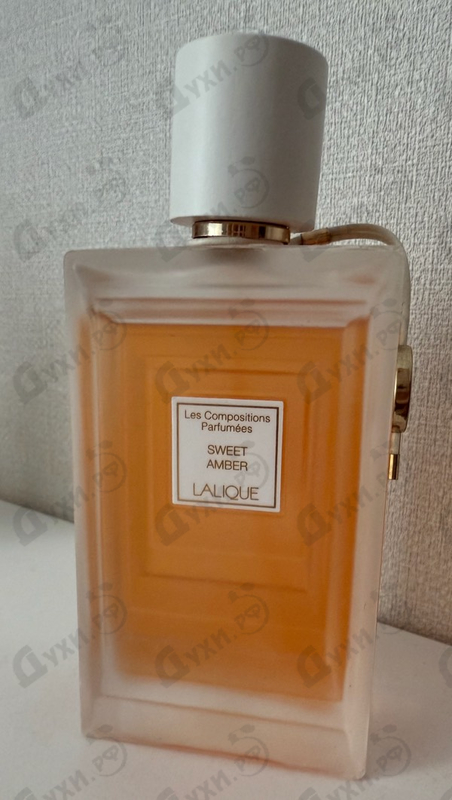 Les Compositions
Parfumées
SWEET
AMBER
LALIQUE
Духи.РФ